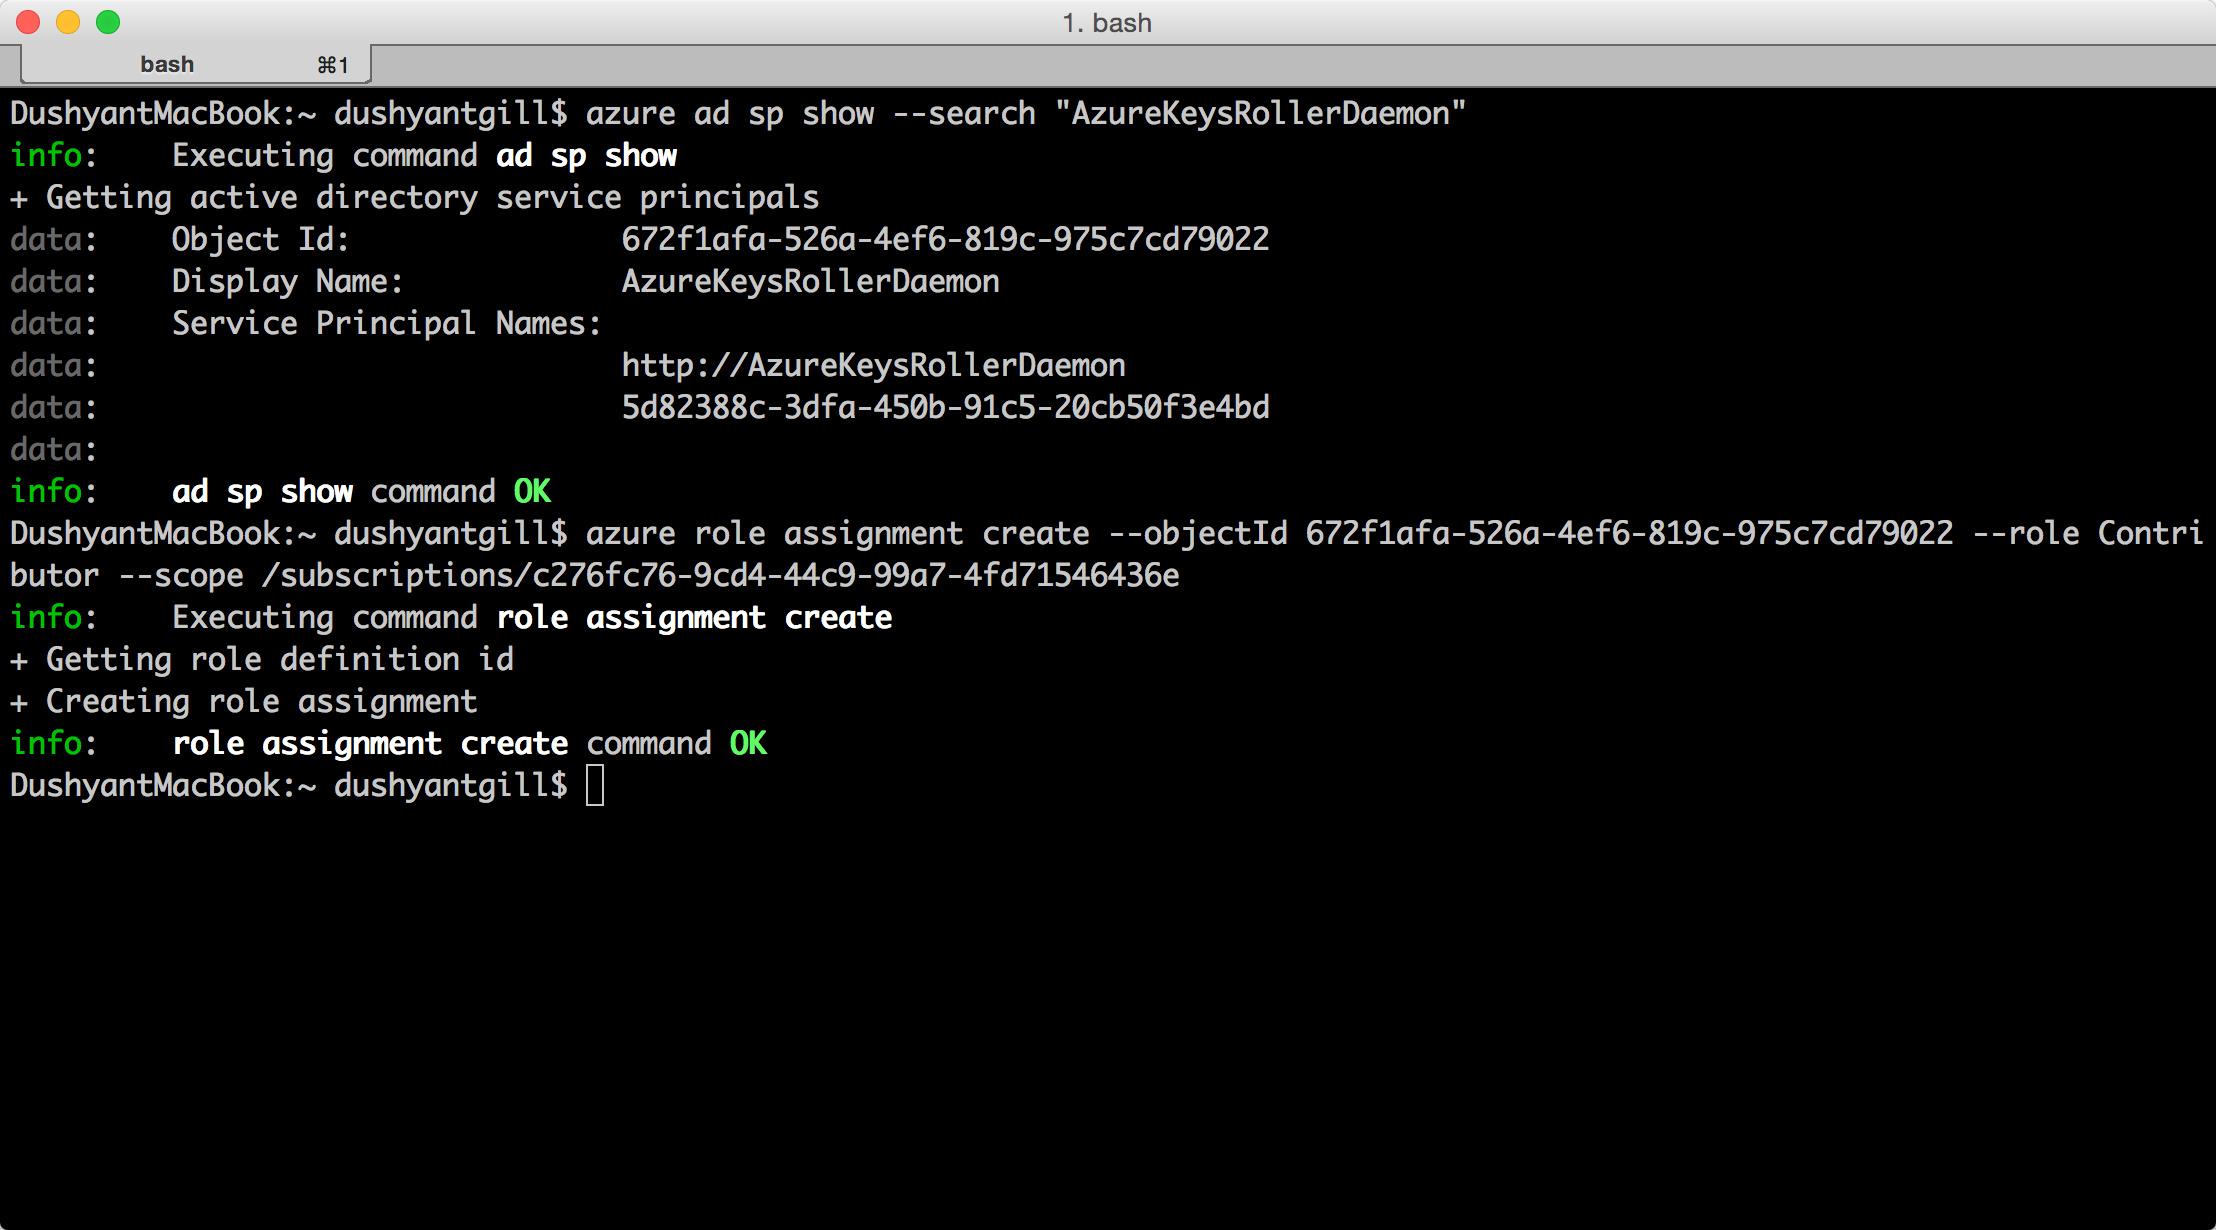 1. bash
bash ⌘1
DushyantMacBook:~ dushyantgill$ azure ad sp show --search "AzureKeysRollerDaemon"
info:    Executing command ad sp show
+ Getting active directory service principals
data:    Object Id:               672f1afa-526a-4ef6-819c-975c7cd79022
data:    Display Name:            AzureKeysRollerDaemon
data:    Service Principal Names:
data:                             http://AzureKeysRollerDaemon
data:                             5d82388c-3dfa-450b-91c5-20cb50f3e4bd
data:
info:    ad sp show command OK
DushyantMacBook:~ dushyantgill$ azure role assignment create --objectId 672f1afa-526a-4ef6-819c-975c7cd79022 --role Contri
butor --scope /subscriptions/c276fc76-9cd4-44c9-99a7-4fd71546436e
info:    Executing command role assignment create
+ Getting role definition id
+ Creating role assignment
info:    role assignment create command OK
DushyantMacBook:~ dushyantgill$